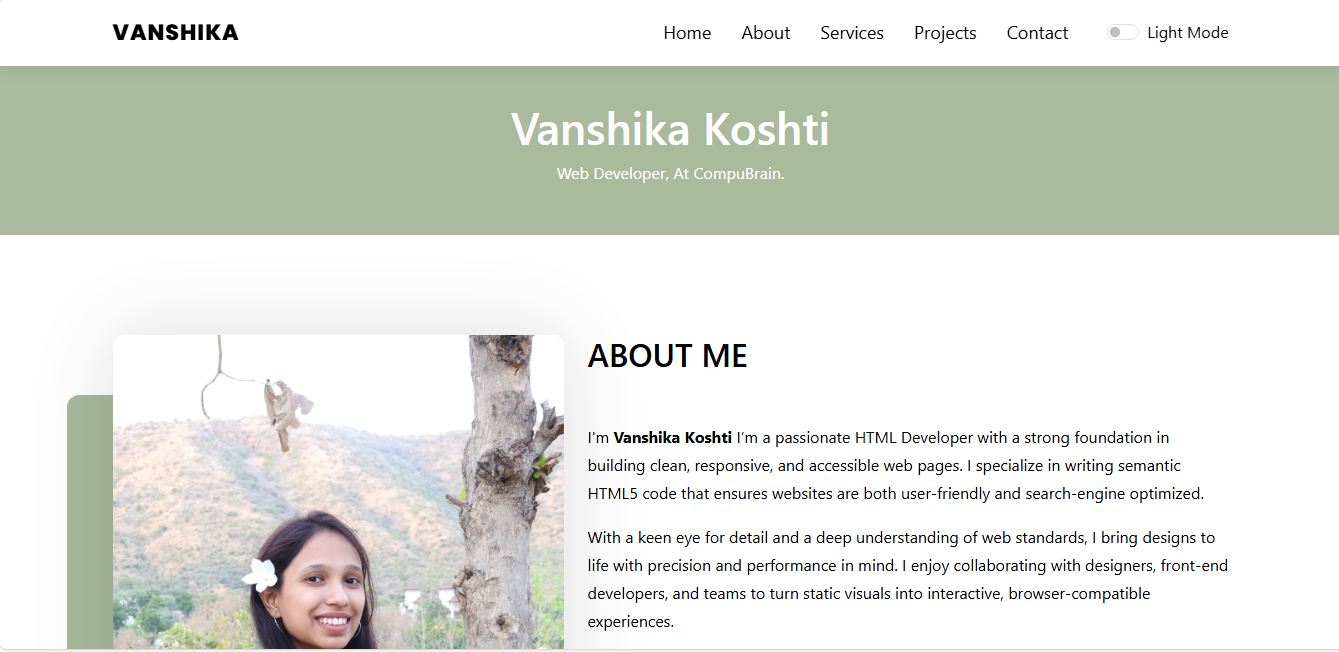 VANSHIKA
Home About Services Projects Contact Light Mode
Vanshika Koshti
Web Developer, At CompuBrain.
ABOUT ME
I'm Vanshika Koshti I'm a passionate HTML Developer with a strong foundation in
building clean, responsive, and accessible web pages. I specialize in writing semantic
HTML5 code that ensures websites are both user-friendly and search-engine optimized.
With a keen eye for detail and a deep understanding of web standards, I bring designs to
life with precision and performance in mind. I enjoy collaborating with designers, front-end
developers, and teams to turn static visuals into interactive, browser-compatible
experiences.